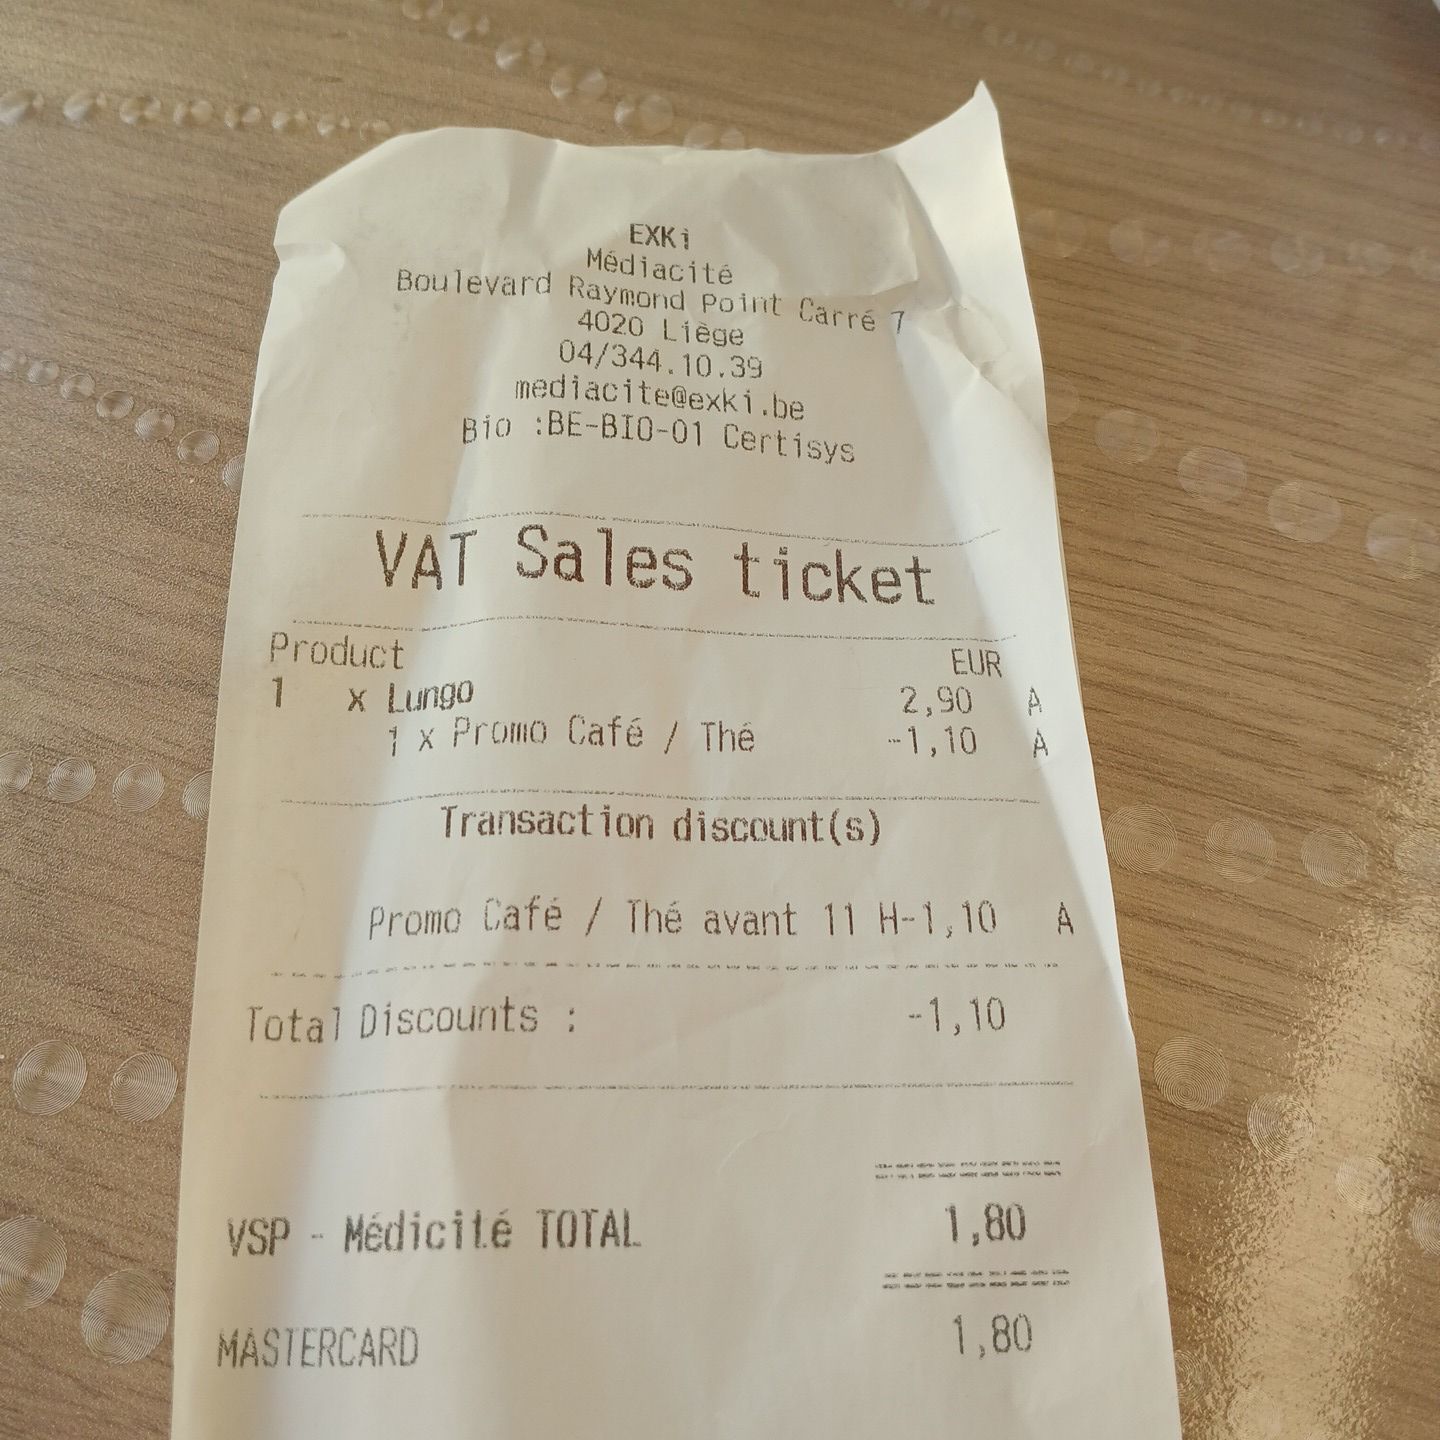 EXKi
Médiacité
Boulevard Raymond Point Carré 7
4020 Liège
04/344.10.39
mediacite@exki.be
Bio :BE-BIO-01 Certisys
VAT Sales ticket
Product EUR
1 x Lungo 2,90 A
1 x Promo Café / Thé -1,10 A
Transaction discount(s)
Promo Café / Thé avant 11 H-1,10 A
Total Discounts : -1,10
VSP - Médicité TOTAL 1,80
MASTERCARD 1,80